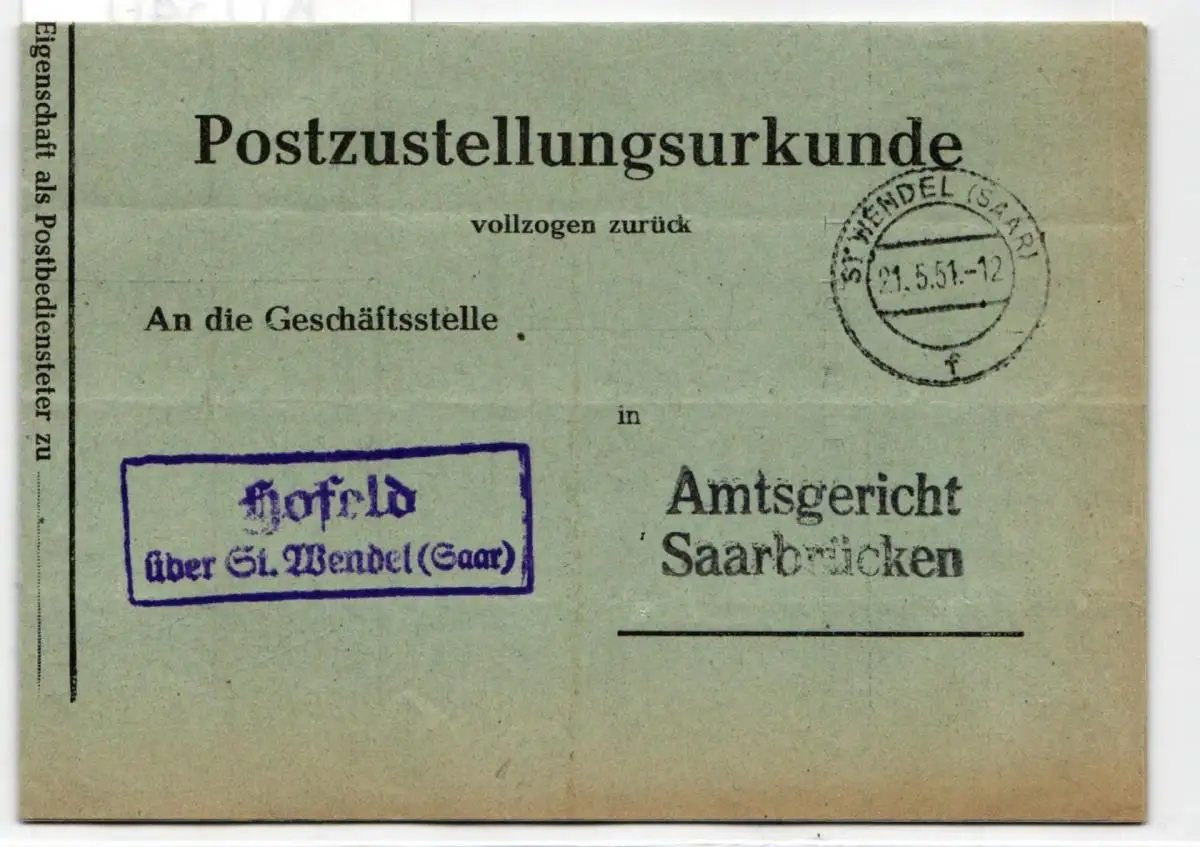 Eigenschaft als Postbediensteter zu
Postzustellungsurkunde
vollzogen zurück
ST. WENDEL (SAAR)
21.5.51.-12
f
An die Geschäftsstelle
in
Hofeld
über St. Wendel (Saar)
Amtsgericht
Saarbrücken